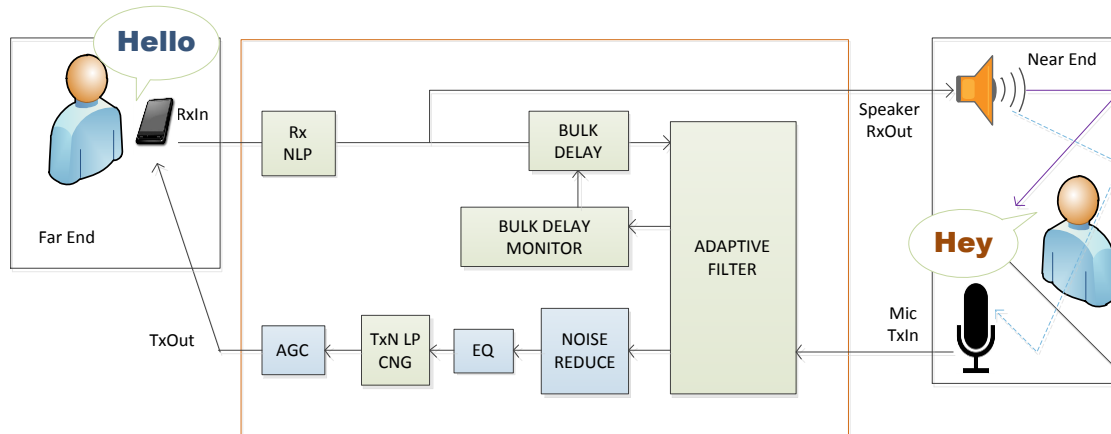 Hello
RxIn
Far End
TxOut
Rx
NLP
BULK
DELAY
BULK DELAY
MONITOR
ADAPTIVE
FILTER
AGC
TxN LP
CNG
EQ
NOISE
REDUCE
Near End
Speaker
RxOut
Hey
Mic
TxIn